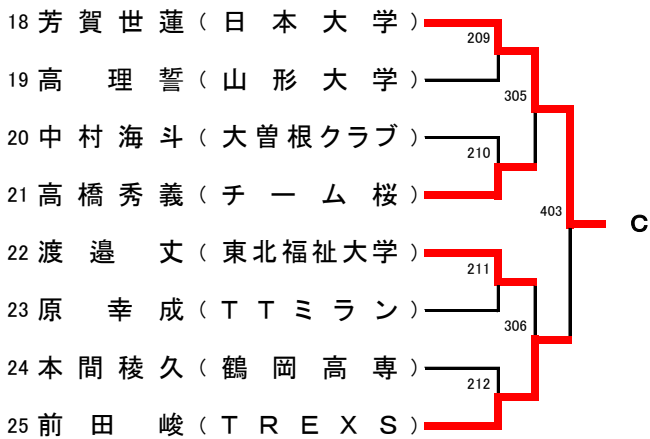 18 芳賀世蓮 ( 日本大学 )
209
19 高 理誓 ( 山形大学 )
305
20 中村海斗 ( 大曽根クラブ )
210
21 高橋秀義 ( チーム桜 )
403
C
22 渡邉 丈 ( 東北福祉大学 )
211
23 原 幸成 ( TTミラン )
306
24 本間稜久 ( 鶴岡高専 )
212
25 前田 峻 ( TREXS )